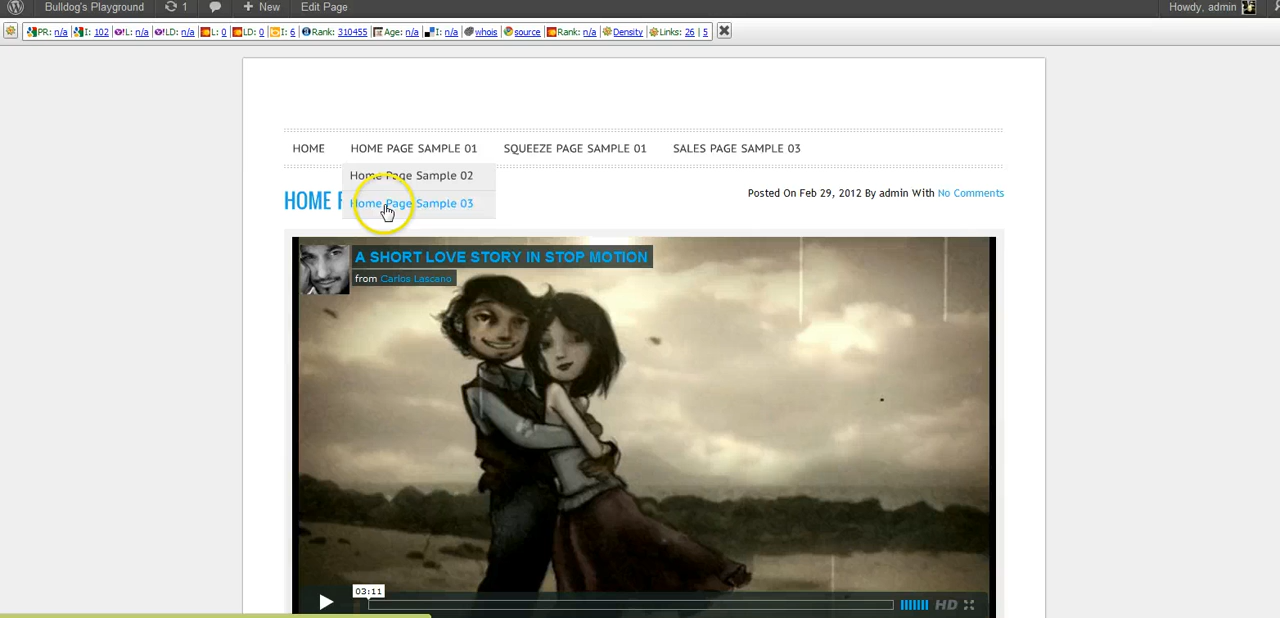 Bulldog's Playground 1 New Edit Page Howdy, admin
PR: n/a I: 102 L: n/a LD: n/a L: 0 LD: 0 I: 6 Rank: 310455 Age: n/a I: n/a whois source Rank: n/a Density Links: 26 | 5
HOME HOME PAGE SAMPLE 01 SQUEEZE PAGE SAMPLE 01 SALES PAGE SAMPLE 03
Home Page Sample 02
HOME
Posted On Feb 29, 2012 By admin With No Comments
Home Page Sample 03
A SHORT LOVE STORY IN STOP MOTION
from Carlos Lascano
03:11
HD